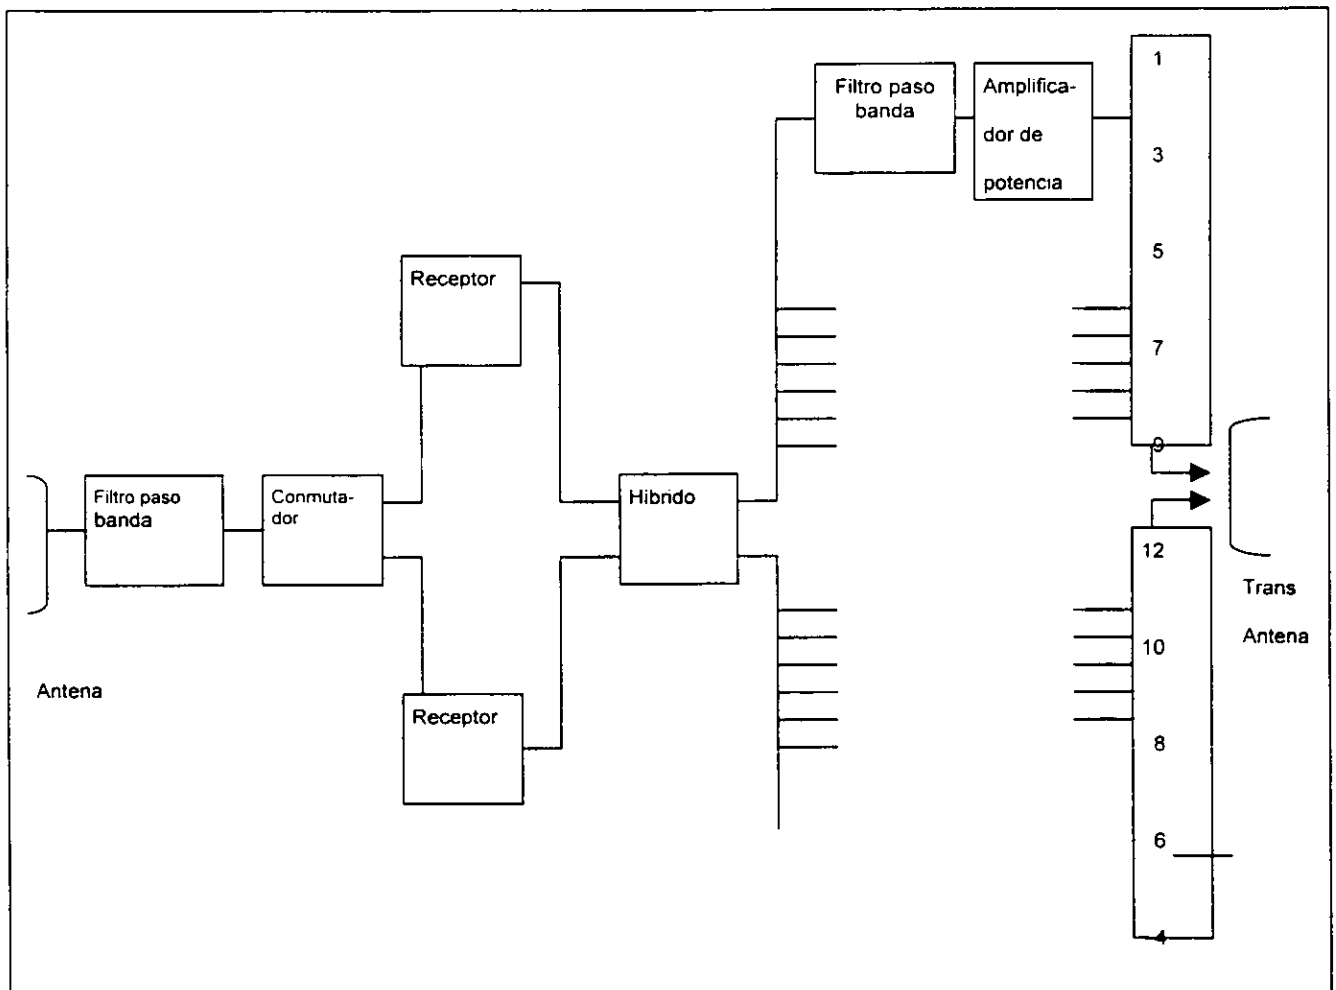 Filtro paso
banda
Amplifica-
dor de
potencia
1
3
5
7
9
Receptor
Filtro paso
banda
Conmuta-
dor
Hibrido
12
10
8
6
4
Trans
Antena
Antena
Receptor